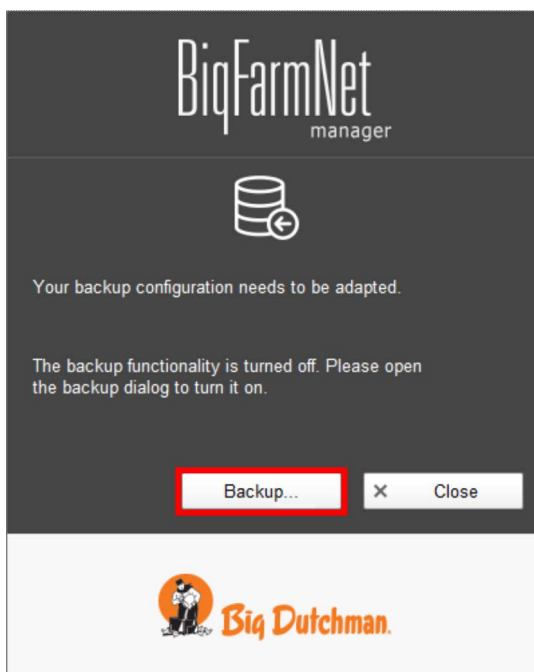 BigFarmNet
manager
Your backup configuration needs to be adapted.
The backup functionality is turned off. Please open
the backup dialog to turn it on.
Backup...
Close
Big Dutchman.